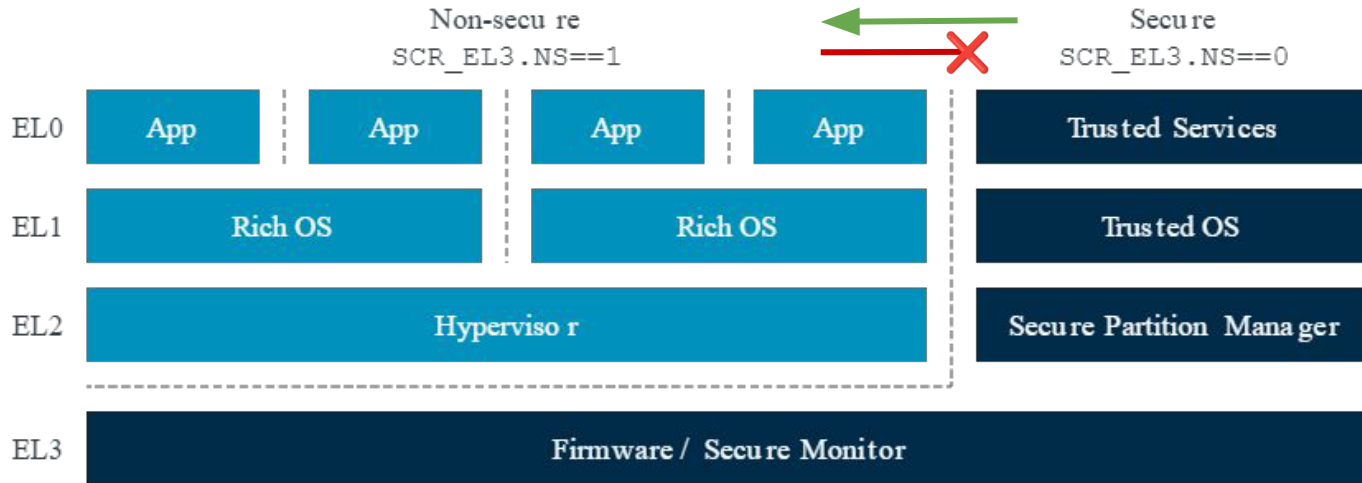 Non-secure Secure
SCR_EL3.NS==1 SCR_EL3.NS==0
EL0 App App App App Trusted Services
EL1 Rich OS Rich OS Trusted OS
EL2 Hypervisor Secure Partition Manager
EL3 Firmware / Secure Monitor